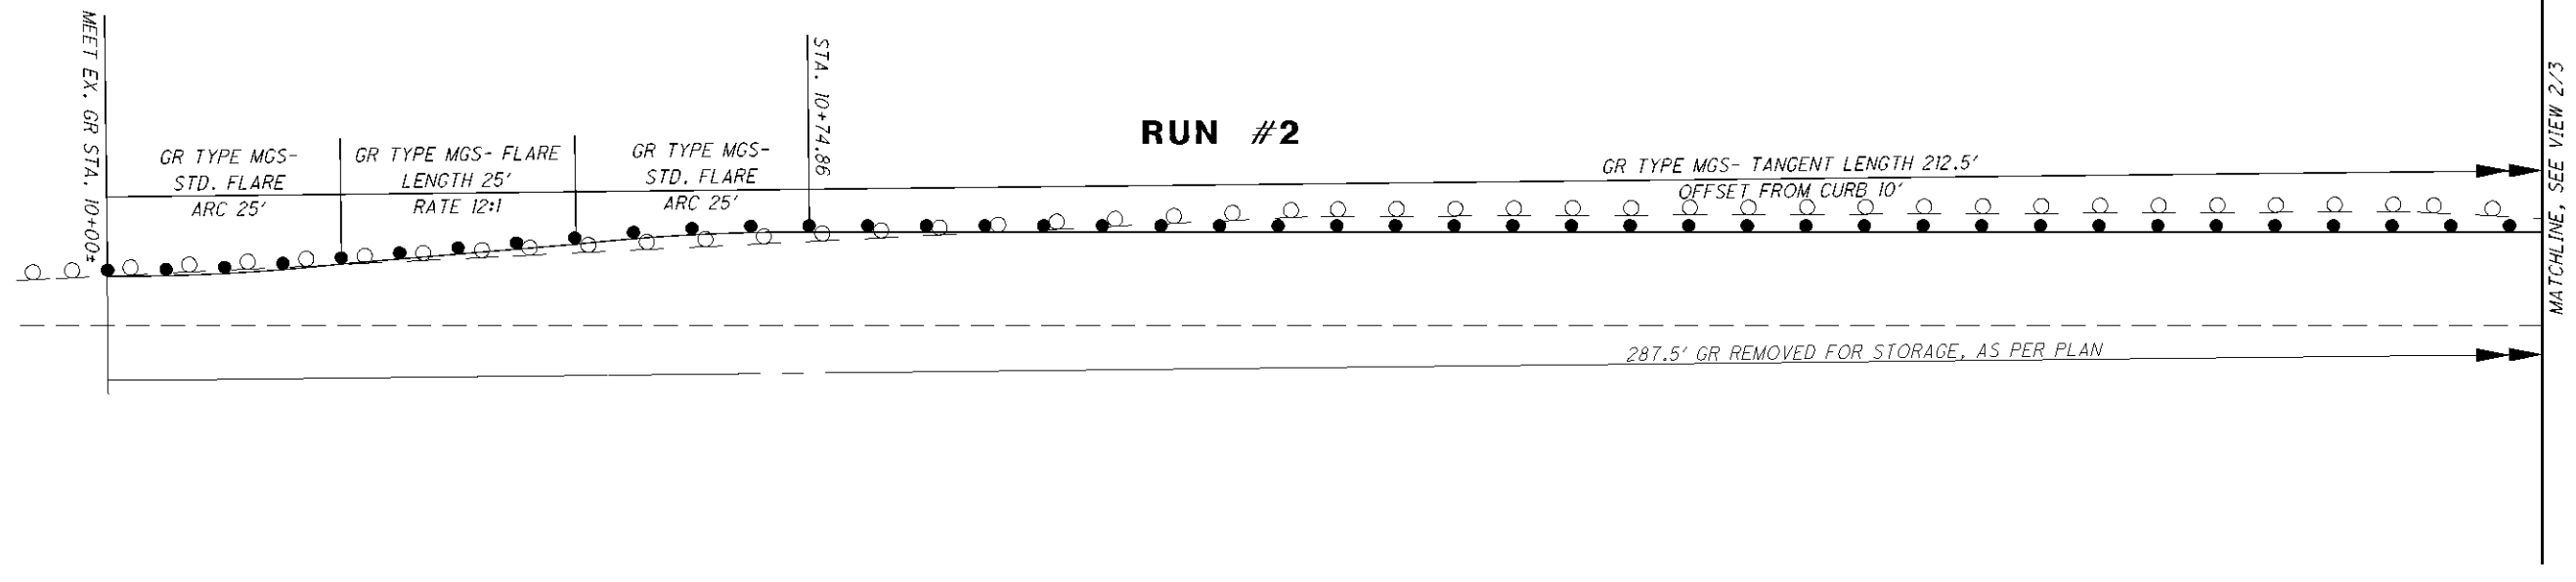 MEET EX. GR STA. 10+00±
GR TYPE MGS-
STD. FLARE
ARC 25'
GR TYPE MGS- FLARE
LENGTH 25'
RATE 12:1
GR TYPE MGS-
STD. FLARE
ARC 25'
STA. 10+74.86
RUN #2
GR TYPE MGS- TANGENT LENGTH 212.5'
OFFSET FROM CURB 10'
287.5' GR REMOVED FOR STORAGE, AS PER PLAN
MATCHLINE, SEE VIEW 2/3